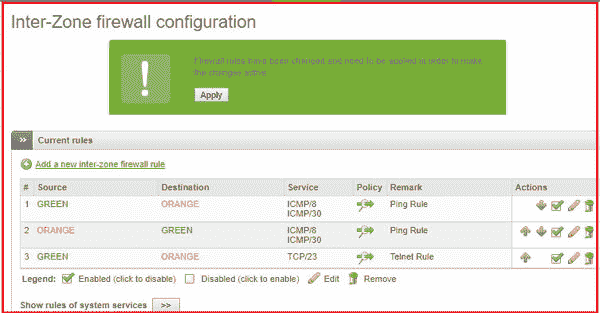 Inter-Zone firewall configuration
Firewall rules have been changed and need to be applied in order to make
the changes active
!
Apply
>> Current rules
Add a new inter-zone firewall rule
# Source Destination Service Policy Remark Actions
1 GREEN ORANGE ICMP/8 Ping Rule
ICMP/30
2 ORANGE GREEN ICMP/8 Ping Rule
ICMP/30
3 GREEN ORANGE TCP/23 Telnet Rule
Legend: Enabled (click to disable) Disabled (click to enable) Edit Remove
Show rules of system services >>